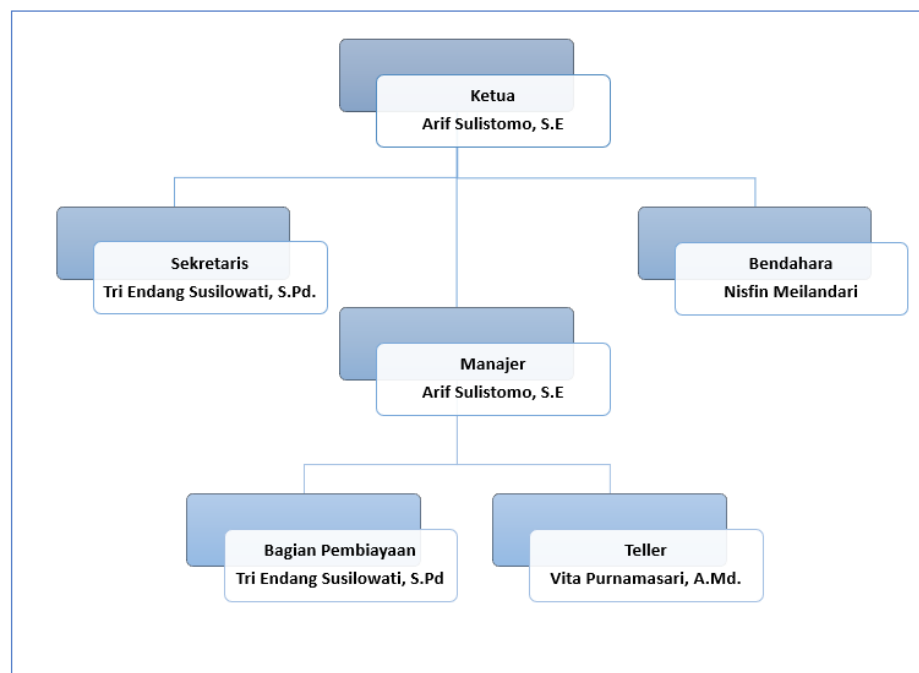 Ketua
Arif Sulistomo, S.E
Sekretaris
Tri Endang Susilowati, S.Pd.
Bendahara
Nisfin Meilandari
Manajer
Arif Sulistomo, S.E
Bagian Pembiayaan
Tri Endang Susilowati, S.Pd
Teller
Vita Purnamasari, A.Md.